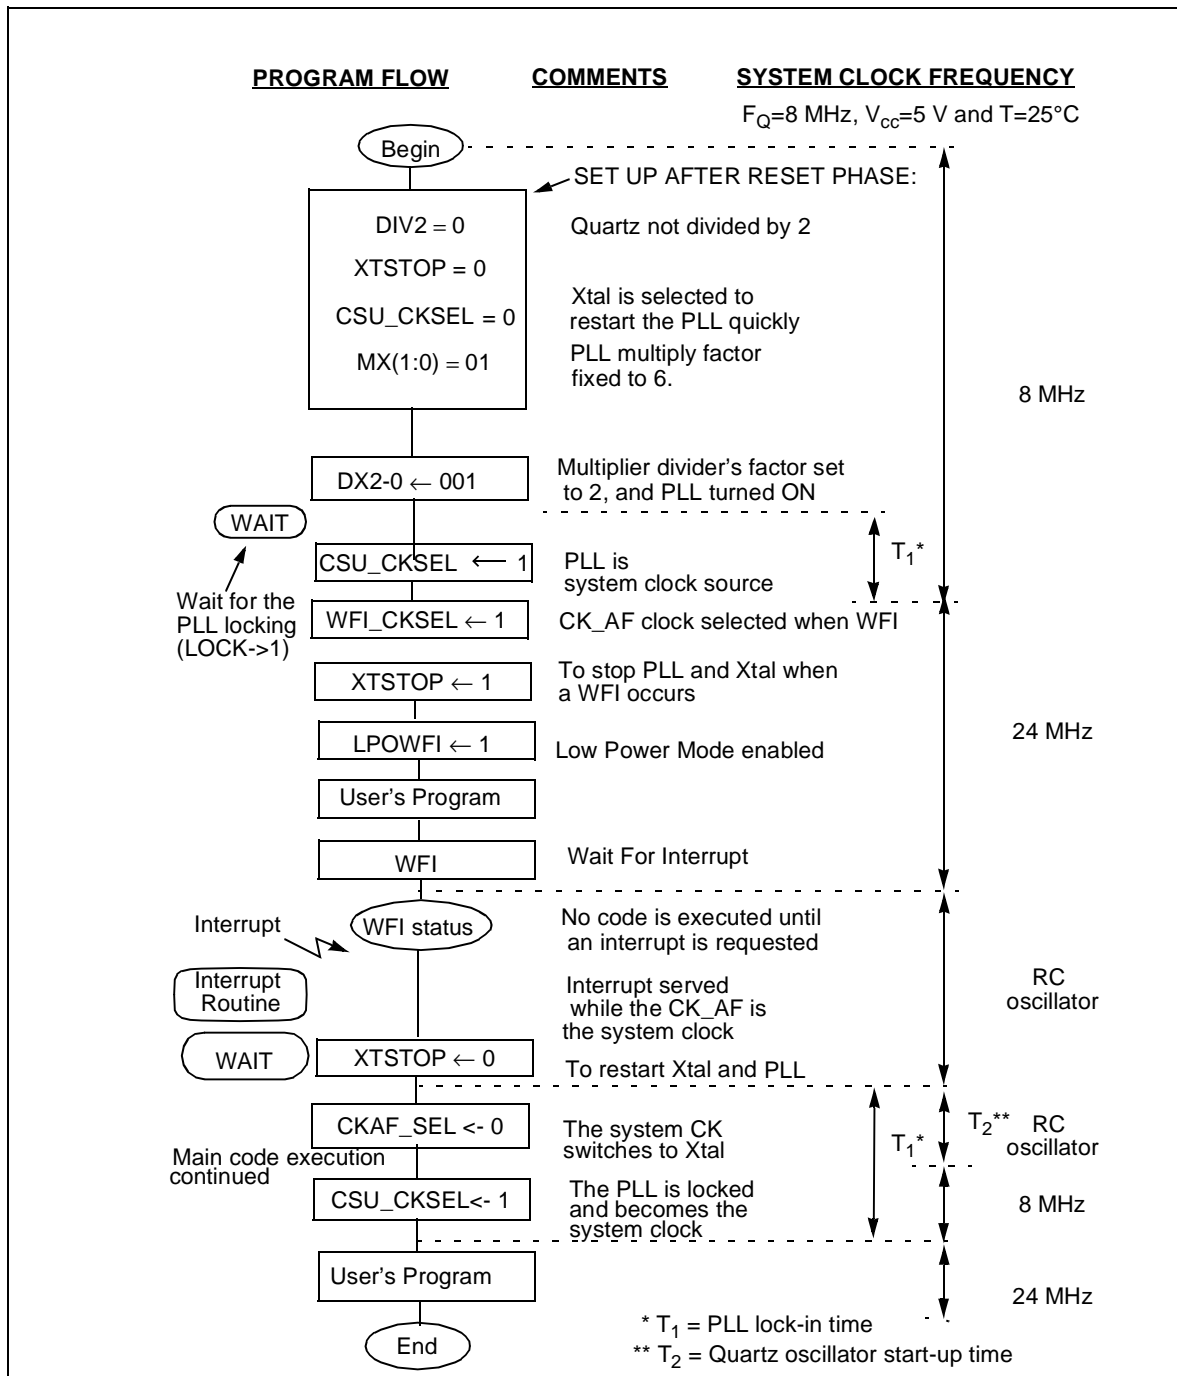 PROGRAM FLOW COMMENTS SYSTEM CLOCK FREQUENCY
F_Q=8 MHz, V_cc=5 V and T=25°C
Begin
SET UP AFTER RESET PHASE:
DIV2 = 0
Quartz not divided by 2
XTSTOP = 0
CSU_CKSEL = 0
Xtal is selected to
restart the PLL quickly
MX(1:0) = 01
PLL multiply factor
fixed to 6.
8 MHz
DX2-0 ← 001
Multiplier divider's factor set
to 2, and PLL turned ON
WAIT
T_1*
CSU_CKSEL ← 1
PLL is
system clock source
Wait for the
PLL locking
(LOCK->1)
WFI_CKSEL ← 1
CK_AF clock selected when WFI
XTSTOP ← 1
To stop PLL and Xtal when
a WFI occurs
LPOWFI ← 1
Low Power Mode enabled
24 MHz
User's Program
WFI
Wait For Interrupt
Interrupt
WFI status
No code is executed until
an interrupt is requested
Interrupt
Routine
Interrupt served
while the CK_AF is
the system clock
RC
oscillator
WAIT
XTSTOP ← 0
To restart Xtal and PLL
CKAF_SEL <- 0
The system CK
switches to Xtal
T_1*
T_2**
RC
oscillator
Main code execution
continued
CSU_CKSEL<- 1
The PLL is locked
and becomes the
system clock
8 MHz
User's Program
24 MHz
End
* T_1 = PLL lock-in time
** T_2 = Quartz oscillator start-up time